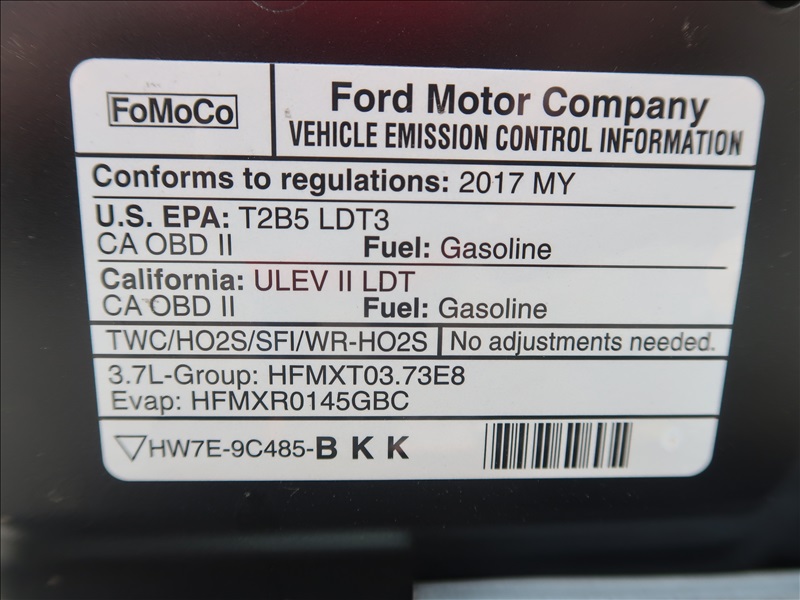 FoMoCo
Ford Motor Company
VEHICLE EMISSION CONTROL INFORMATION
Conforms to regulations: 2017 MY
U.S. EPA: T2B5 LDT3
CA OBD II Fuel: Gasoline
California: ULEV II LDT
CA OBD II Fuel: Gasoline
TWC/HO2S/SFI/WR-HO2S No adjustments needed.
3.7L-Group: HFMXT03.73E8
Evap: HFMXR0145GBC
HW7E-9C485-B K K